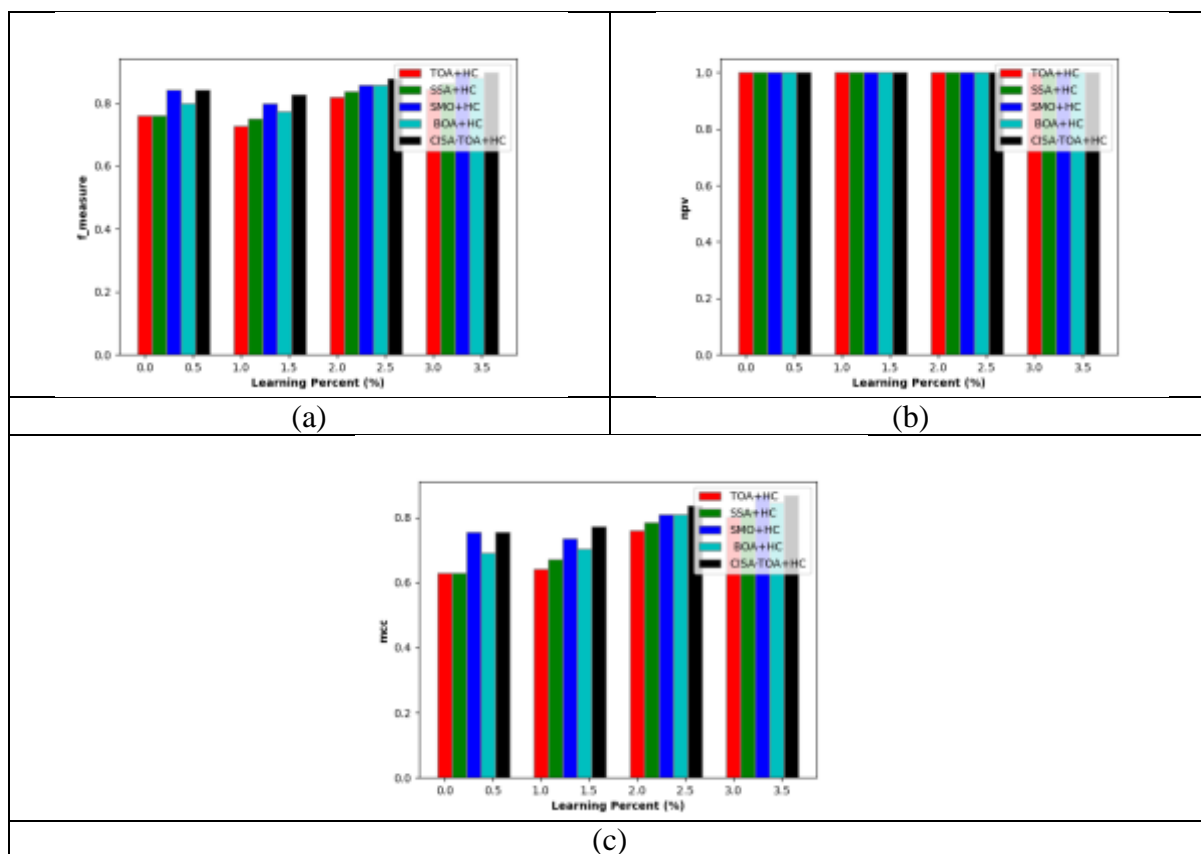 f_measure
0.8
0.6
0.4
0.2
0.0
TOA+HC
SSA+HC
SMO+HC
BOA+HC
CISA-TOA+HC
0.0 0.5 1.0 1.5 2.0 2.5 3.0 3.5
Learning Percent (%)
(a)
npv
1.0
0.8
0.6
0.4
0.2
0.0
TOA+HC
SSA+HC
SMO+HC
BOA+HC
CISA-TOA+HC
0.0 0.5 1.0 1.5 2.0 2.5 3.0 3.5
Learning Percent (%)
(b)
mcc
0.8
0.6
0.4
0.2
0.0
TOA+HC
SSA+HC
SMO+HC
BOA+HC
CISA-TOA+HC
0.0 0.5 1.0 1.5 2.0 2.5 3.0 3.5
Learning Percent (%)
(c)